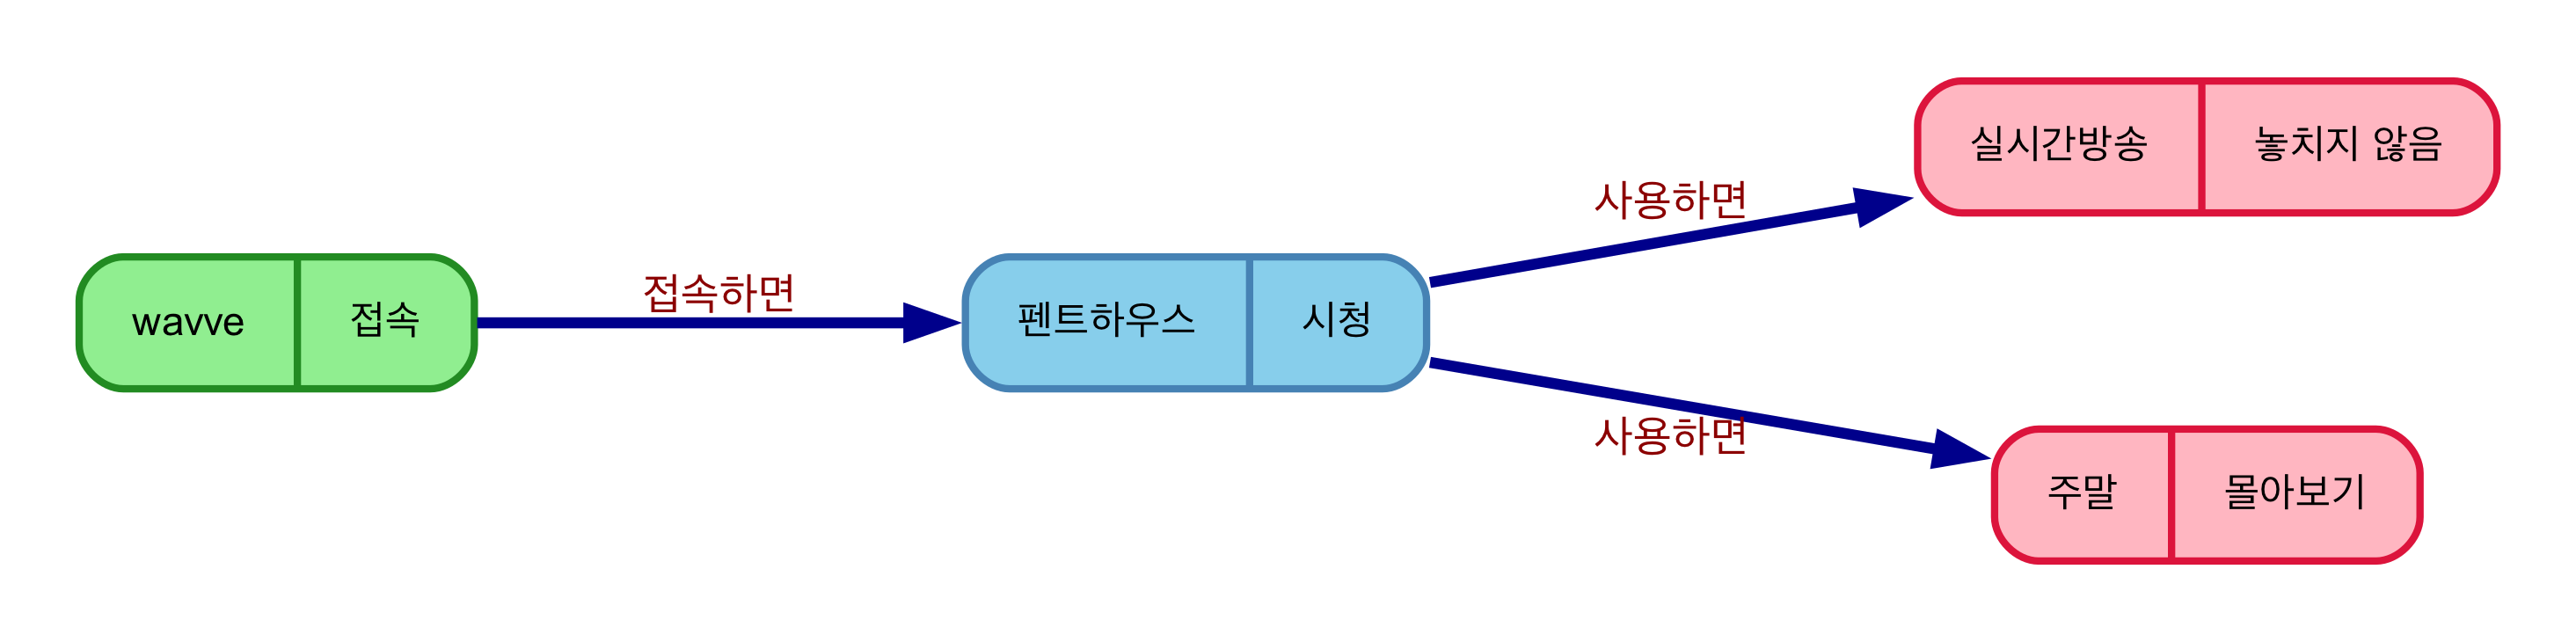 wavve 접속
접속하면
펜트하우스 시청
사용하면
실시간방송 놓치지 않음
사용하면
주말 몰아보기